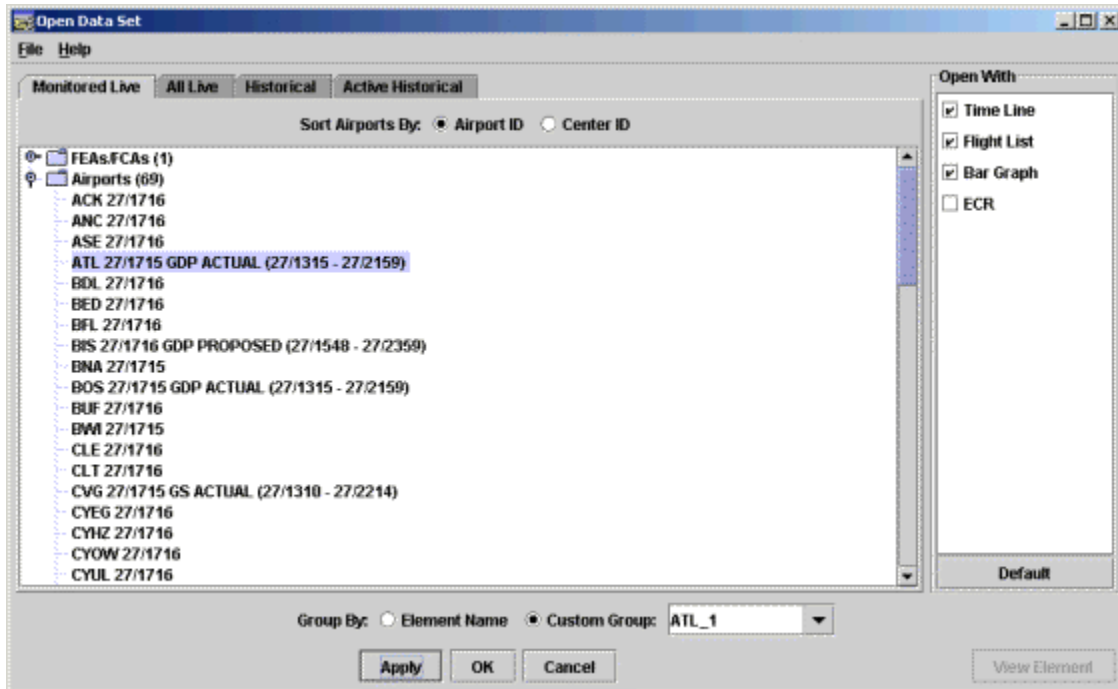 Open Data Set
File Help
Monitored Live All Live Historical Active Historical
Sort Airports By: Airport ID Center ID
FEAs/FCAs (1)
Airports (69)
ACK 27/1716
ANC 27/1716
ASE 27/1716
ATL 27/1715 GDP ACTUAL (27/1315 - 27/2159)
BDL 27/1716
BED 27/1716
BFL 27/1716
BIS 27/1716 GDP PROPOSED (27/1548 - 27/2359)
BNA 27/1715
BOS 27/1715 GDP ACTUAL (27/1315 - 27/2159)
BUF 27/1716
BWI 27/1715
CLE 27/1716
CLT 27/1716
CVG 27/1715 GS ACTUAL (27/1310 - 27/2214)
CYEG 27/1716
CYHZ 27/1716
CYOW 27/1716
CYUL 27/1716
Open With
Time Line
Flight List
Bar Graph
ECR
Default
Group By: Element Name Custom Group: ATL_1
Apply OK Cancel
View Element